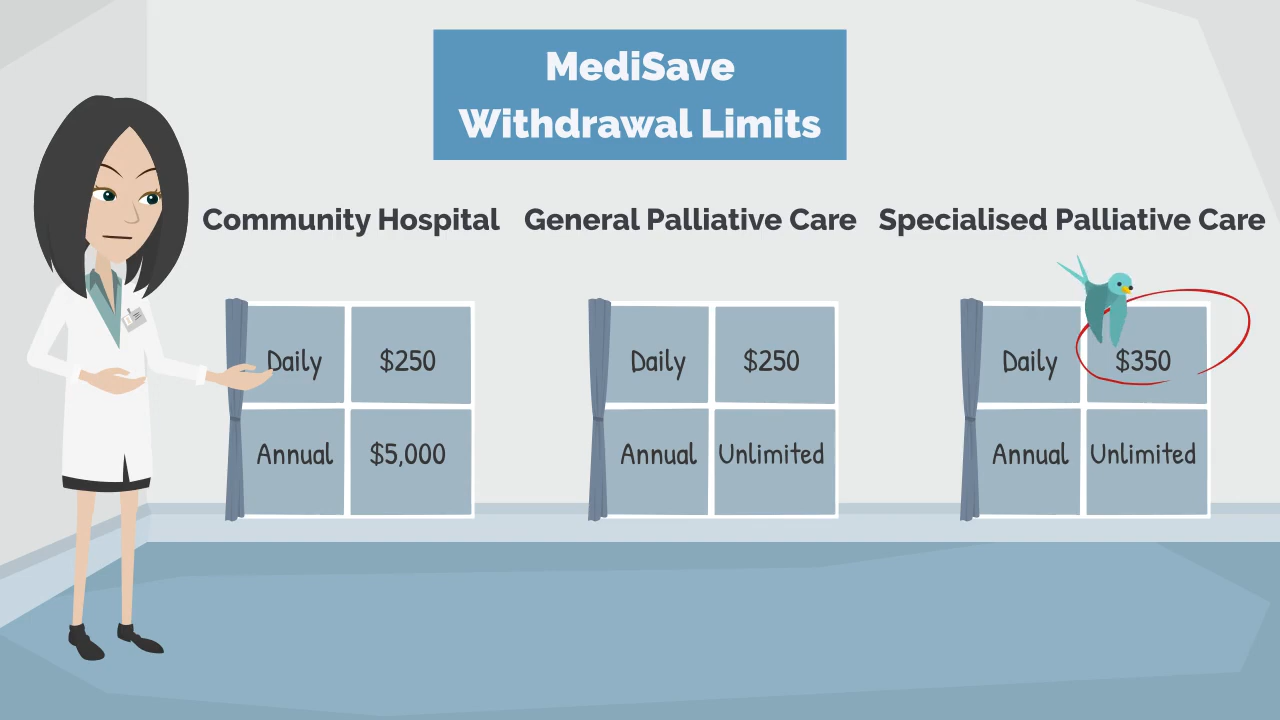 MediSave
Withdrawal Limits
Community Hospital
General Palliative Care
Specialised Palliative Care
Daily $250
Annual $5,000
Daily $250
Annual Unlimited
Daily $350
Annual Unlimited